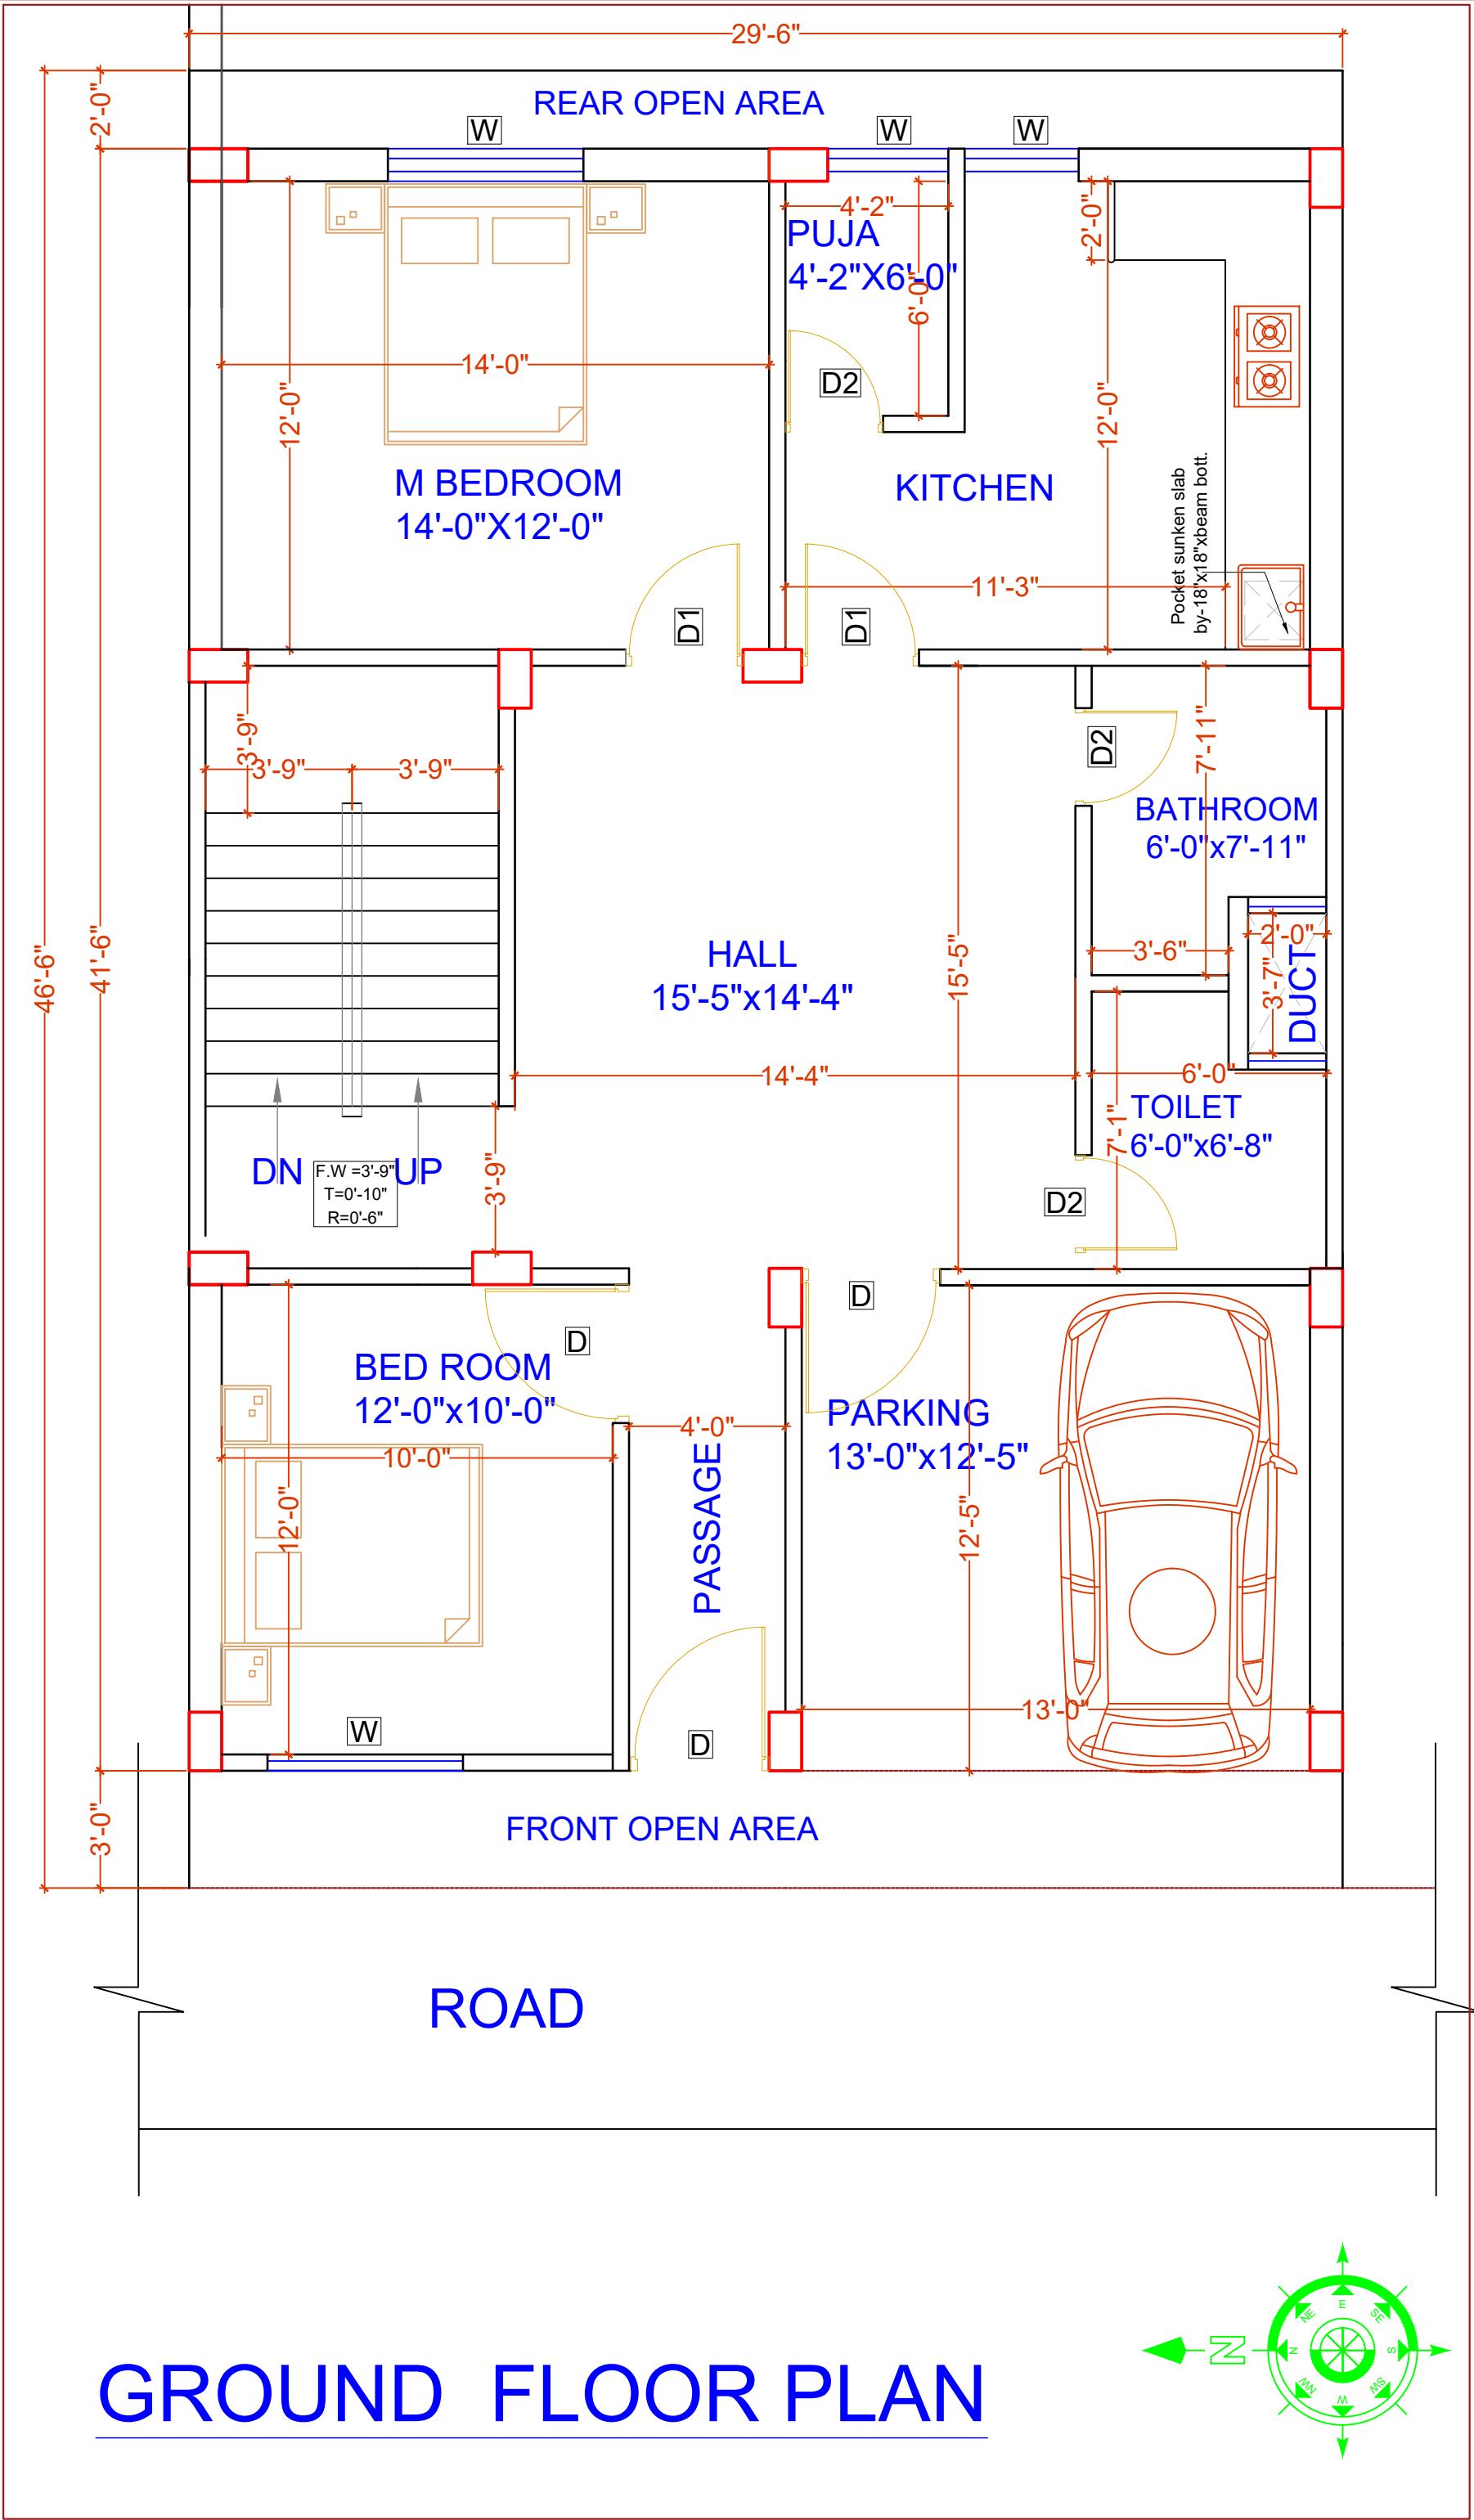 29'-6"
2'-0"
REAR OPEN AREA
W
W
W
4'-2"
PUJA
4'-2"X6'-0"
6'-0"
2'-0"
14'-0"
12'-0"
D2
12'-0"
M BEDROOM
14'-0"X12'-0"
KITCHEN
Pocket sunken slab
by-18"x18"xbeam bott.
11'-3"
D1
D1
3'-9"
3'-9"
3'-9"
D2
7'-11"
BATHROOM
6'-0"x7'-11"
46'-6"
41'-6"
HALL
15'-5"x14'-4"
15'-5"
3'-6"
2'-0"
3'-7"
DUCT
14'-4"
6'-0"
TOILET
6'-0"x6'-8"
7'-1"
DN
F.W =3'-9"
T=0'-10"
R=0'-6"
UP
3'-9"
D2
D
D
BED ROOM
12'-0"x10'-0"
PARKING
13'-0"x12'-5"
4'-0"
10'-0"
12'-0"
PASSAGE
12'-5"
13'-0"
W
D
3'-0"
FRONT OPEN AREA
ROAD
N
E
NE
SE
N
S
NW
SW
W
GROUND FLOOR PLAN